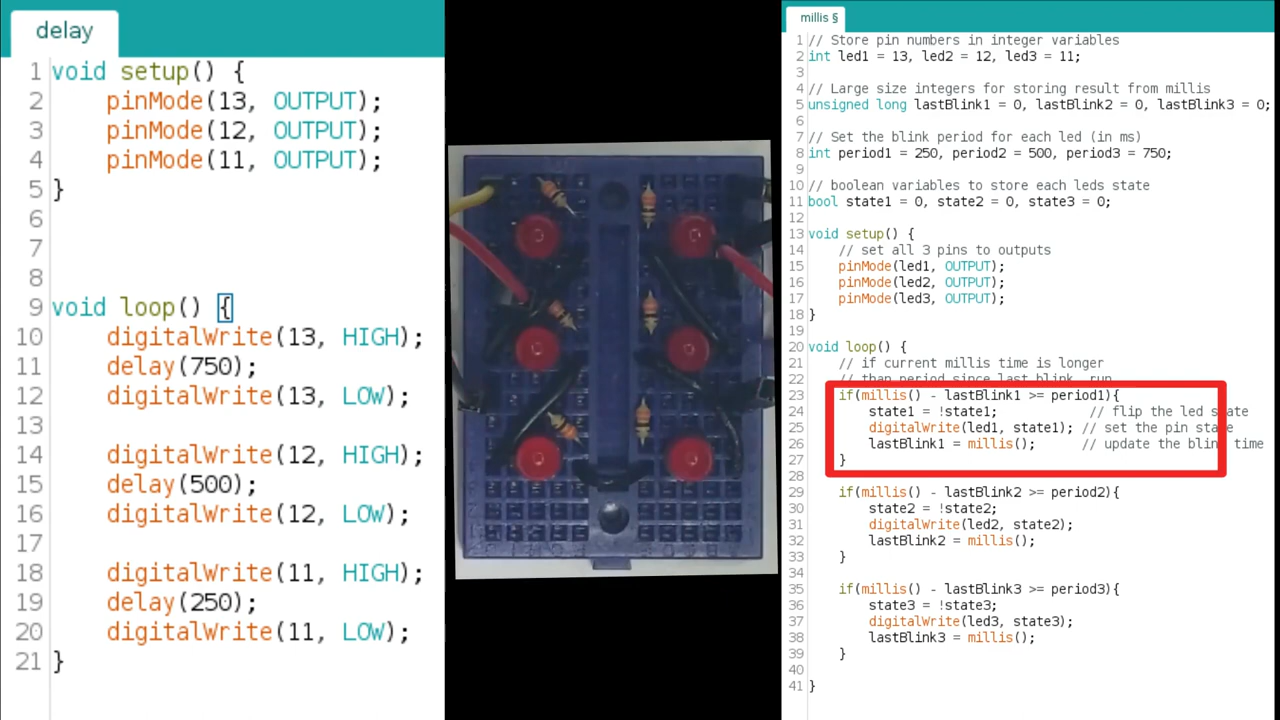 delay
1 void setup() {
2 pinMode(13, OUTPUT);
3 pinMode(12, OUTPUT);
4 pinMode(11, OUTPUT);
5 }
6
7
8
9 void loop() {
10 digitalWrite(13, HIGH);
11 delay(750);
12 digitalWrite(13, LOW);
13
14 digitalWrite(12, HIGH);
15 delay(500);
16 digitalWrite(12, LOW);
17
18 digitalWrite(11, HIGH);
19 delay(250);
20 digitalWrite(11, LOW);
21 }
millis §
1 // Store pin numbers in integer variables
2 int led1 = 13, led2 = 12, led3 = 11;
3
4 // Large size integers for storing result from millis
5 unsigned long lastBlink1 = 0, lastBlink2 = 0, lastBlink3 = 0;
6
7 // Set the blink period for each led (in ms)
8 int period1 = 250, period2 = 500, period3 = 750;
9
10 // boolean variables to store each leds state
11 bool state1 = 0, state2 = 0, state3 = 0;
12
13 void setup() {
14 // set all 3 pins to outputs
15 pinMode(led1, OUTPUT);
16 pinMode(led2, OUTPUT);
17 pinMode(led3, OUTPUT);
18 }
19
20 void loop() {
21 // if current millis time is longer
22 // than period since last blink, run
23 if(millis() - lastBlink1 >= period1){
24 state1 = !state1; // flip the led state
25 digitalWrite(led1, state1); // set the pin state
26 lastBlink1 = millis(); // update the blink time
27 }
28
29 if(millis() - lastBlink2 >= period2){
30 state2 = !state2;
31 digitalWrite(led2, state2);
32 lastBlink2 = millis();
33 }
34
35 if(millis() - lastBlink3 >= period3){
36 state3 = !state3;
37 digitalWrite(led3, state3);
38 lastBlink3 = millis();
39 }
40
41 }